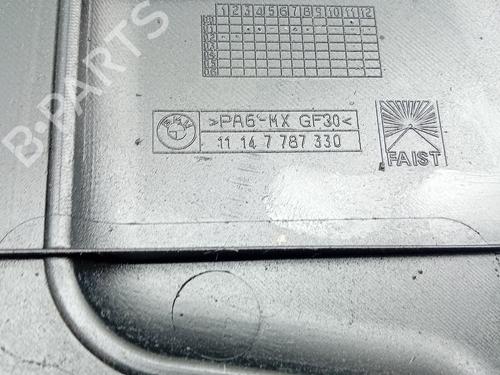 1 2 3 4 5 6 7 8 9 10 11 12
B-PARTS
BMW
>PA6-MX GF30<
11 14 7 787 330
FAIST